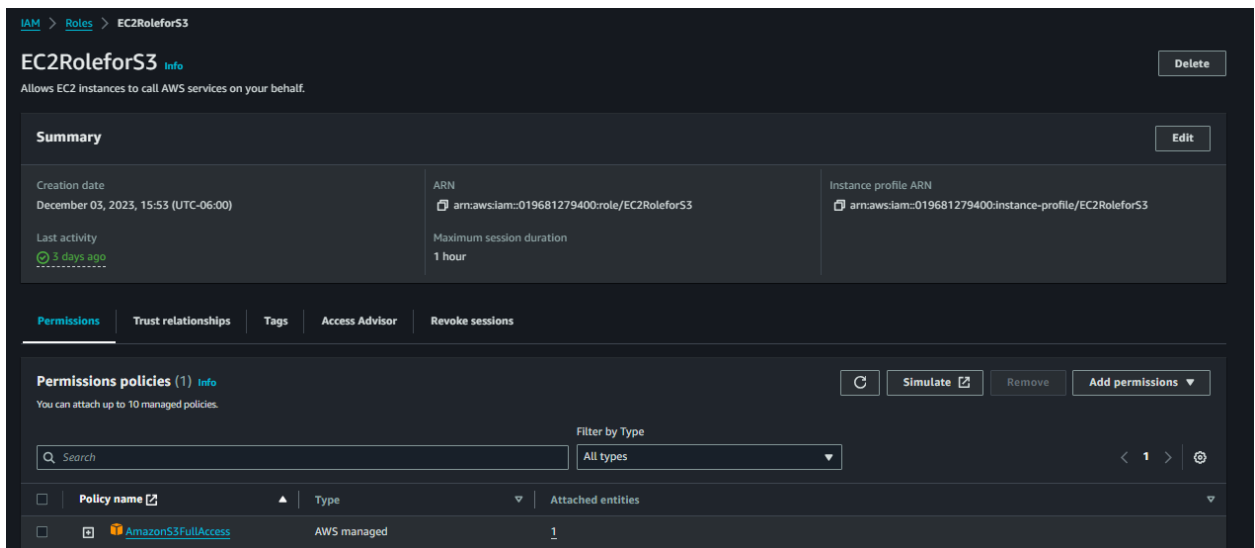 IAM > Roles > EC2RoleforS3
EC2RoleforS3 Info
Delete
Allows EC2 instances to call AWS services on your behalf.
Summary
Edit
Creation date
December 03, 2023, 15:53 (UTC-06:00)
ARN
arn:aws:iam::019681279400:role/EC2RoleforS3
Instance profile ARN
arn:aws:iam::019681279400:instance-profile/EC2RoleforS3
Last activity
3 days ago
Maximum session duration
1 hour
Permissions
Trust relationships
Tags
Access Advisor
Revoke sessions
Permissions policies (1) Info
You can attach up to 10 managed policies.
Simulate
Remove
Add permissions
Filter by Type
Search
All types
1
Policy name
Type
Attached entities
AmazonS3FullAccess
AWS managed
1